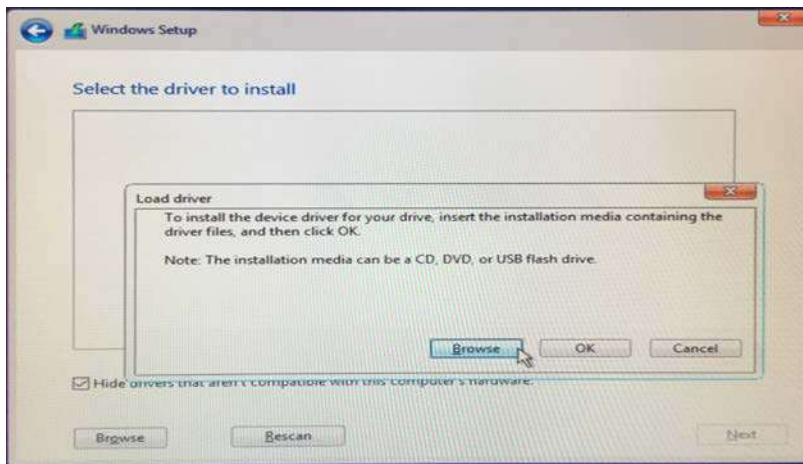 Windows Setup
Select the driver to install
Load driver
To install the device driver for your drive, insert the installation media containing the
driver files, and then click OK.
Note: The installation media can be a CD, DVD, or USB flash drive.
Browse
OK
Cancel
Hide drivers that aren't compatible with this computer's hardware.
Browse
Rescan
Next